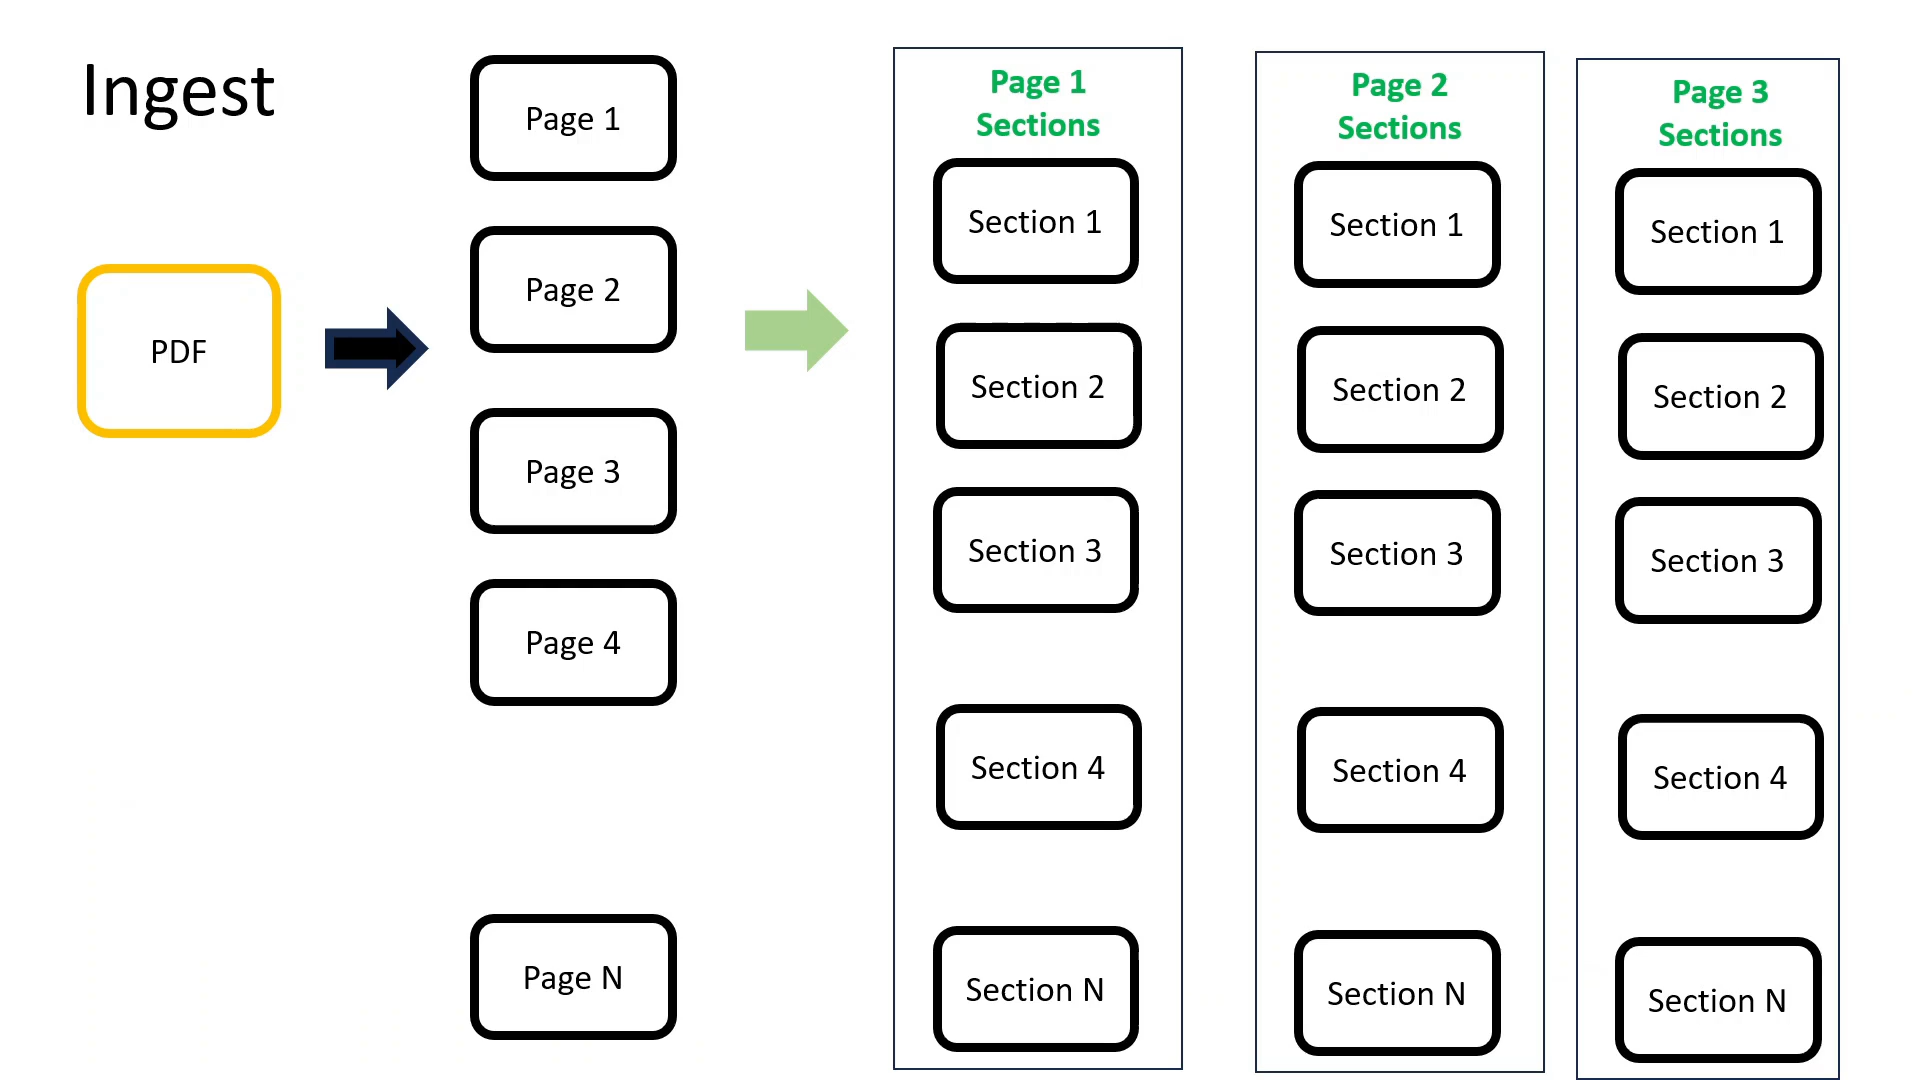 Ingest
PDF
Page 1
Page 2
Page 3
Page 4
Page N
Page 1
Sections
Section 1
Section 2
Section 3
Section 4
Section N
Page 2
Sections
Section 1
Section 2
Section 3
Section 4
Section N
Page 3
Sections
Section 1
Section 2
Section 3
Section 4
Section N